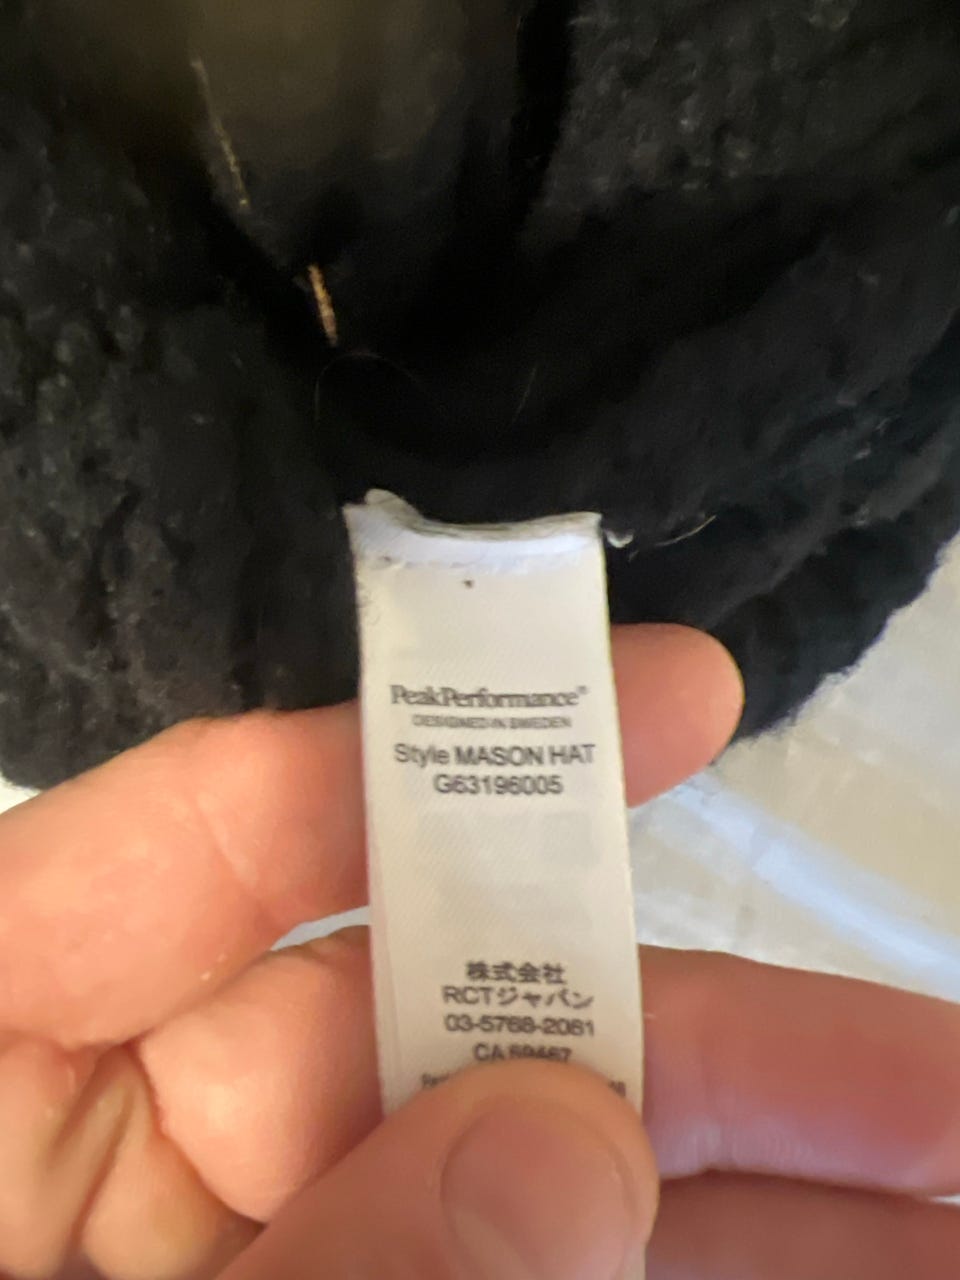 PeakPerformance®
DESIGNED IN SWEDEN
Style MASON HAT
G63196005
株式会社
RCTジャパン
03-5768-2061
CA 69467